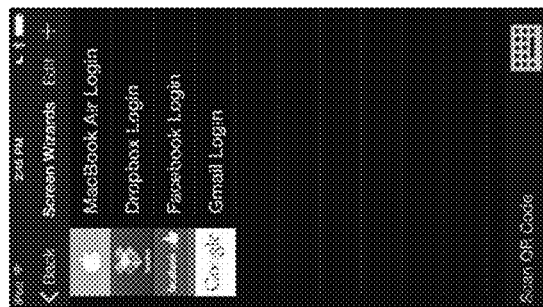 2:36 PM
Back Screen Wizards Edit +
MacBook Air Login
Dropbox Login
Facebook Login
Google Gmail Login
Scan QR Code